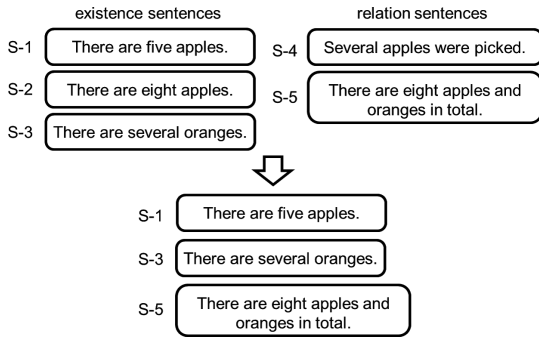 existence sentences
relation sentences
S-1 There are five apples.
S-2 There are eight apples.
S-3 There are several oranges.
S-4 Several apples were picked.
S-5 There are eight apples and
oranges in total.
S-1 There are five apples.
S-3 There are several oranges.
S-5 There are eight apples and
oranges in total.